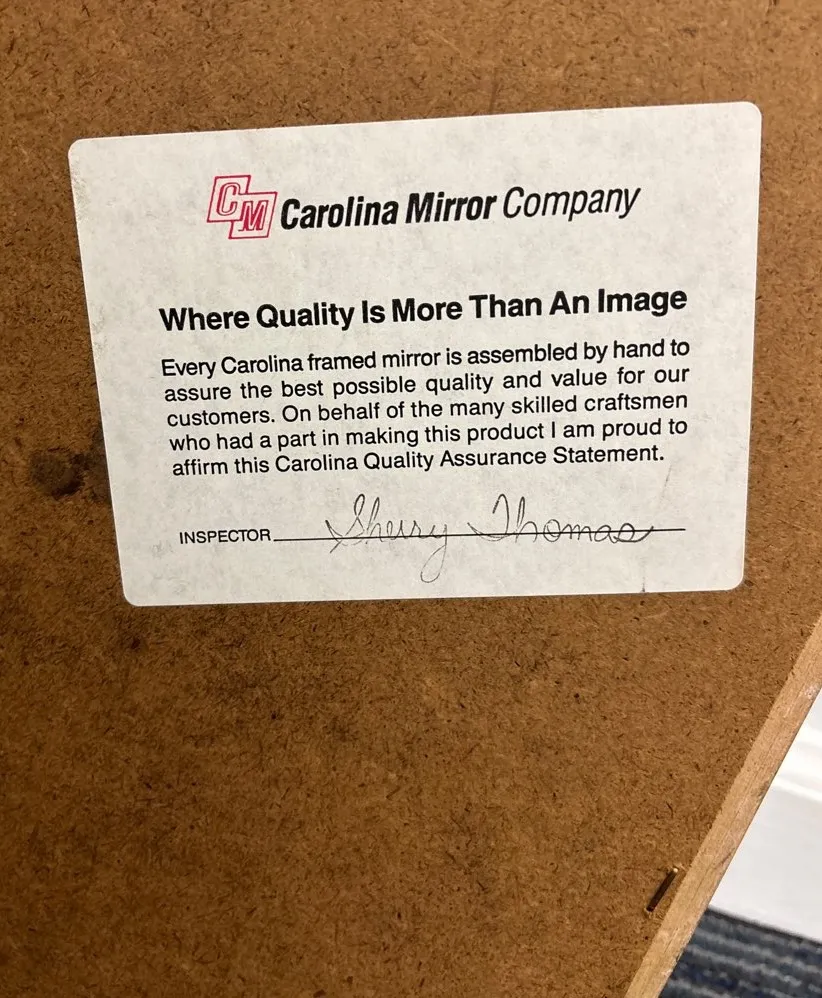 CM Carolina Mirror Company
Where Quality Is More Than An Image
Every Carolina framed mirror is assembled by hand to
assure the best possible quality and value for our
customers. On behalf of the many skilled craftsmen
who had a part in making this product I am proud to
affirm this Carolina Quality Assurance Statement.
INSPECTOR Sherry Thomas